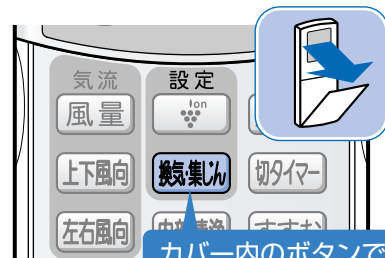 気流 設定
風量 ion
上下風向 換気・集じん 切タイマー
左右風向
カバー内のボタンで